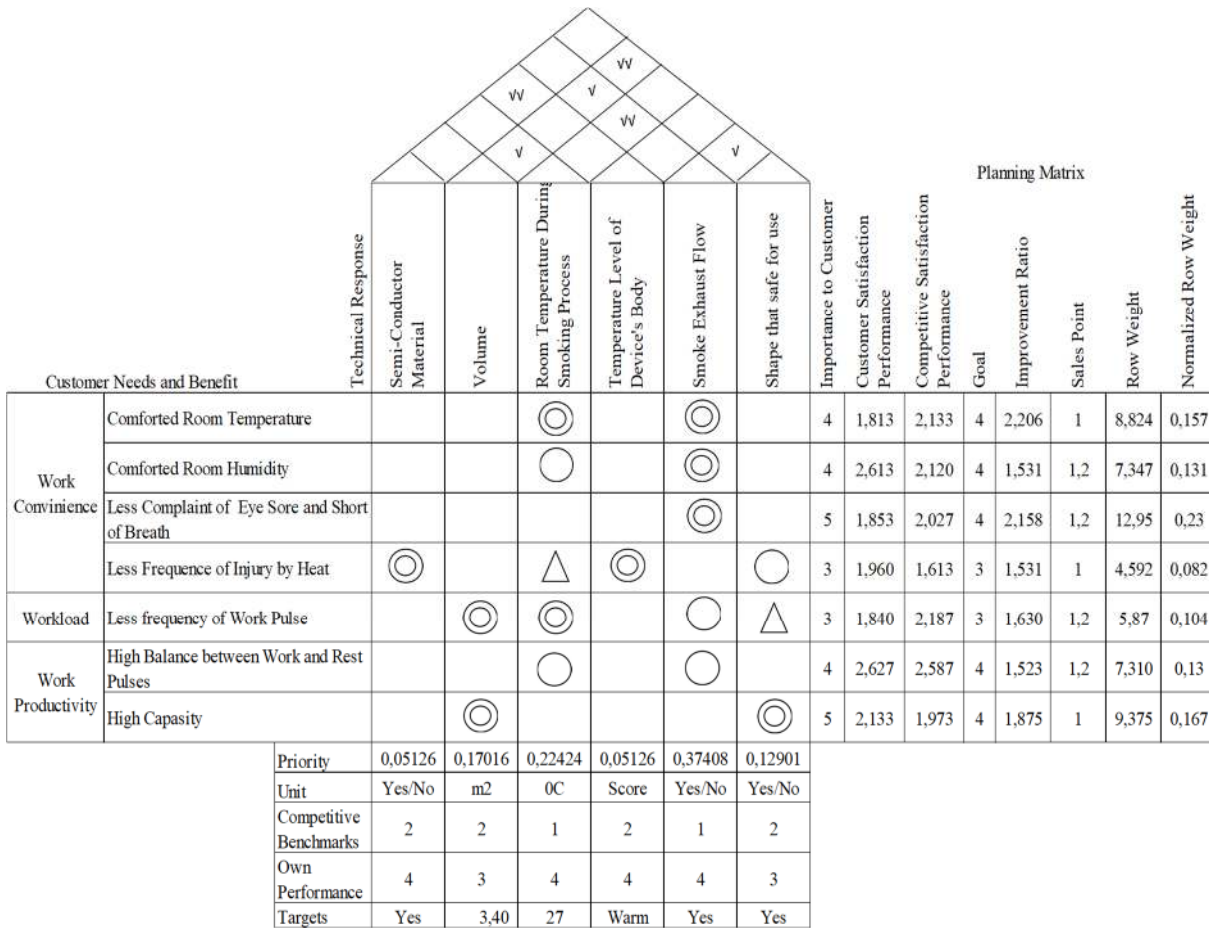 √√
√√
√
√√
√
√
Planning Matrix
Technical Response
Semi-Conductor
Material
Volume
Room Temperature During
Smoking Process
Temperature Level of
Device's Body
Smoke Exhaust Flow
Shape that safe for use
Importance to Customer
Customer Satisfaction
Performance
Competitive Satisfaction
Performance
Goal
Improvement Ratio
Sales Point
Row Weight
Normalized Row Weight
Customer Needs and Benefit
Work
Convinience
Comforted Room Temperature
4 1,813 2,133 4 2,206 1 8,824 0,157
Comforted Room Humidity
4 2,613 2,120 4 1,531 1,2 7,347 0,131
Less Complaint of Eye Sore and Short
of Breath
5 1,853 2,027 4 2,158 1,2 12,95 0,23
Less Frequence of Injury by Heat
3 1,960 1,613 3 1,531 1 4,592 0,082
Workload
Less frequency of Work Pulse
3 1,840 2,187 3 1,630 1,2 5,87 0,104
Work
Productivity
High Balance between Work and Rest
Pulses
4 2,627 2,587 4 1,523 1,2 7,310 0,13
High Capasity
5 2,133 1,973 4 1,875 1 9,375 0,167
Priority 0,05126 0,17016 0,22424 0,05126 0,37408 0,12901
Unit Yes/No m2 0C Score Yes/No Yes/No
Competitive
Benchmarks
2 2 1 2 1 2
Own
Performance
4 3 4 4 4 3
Targets Yes 3,40 27 Warm Yes Yes